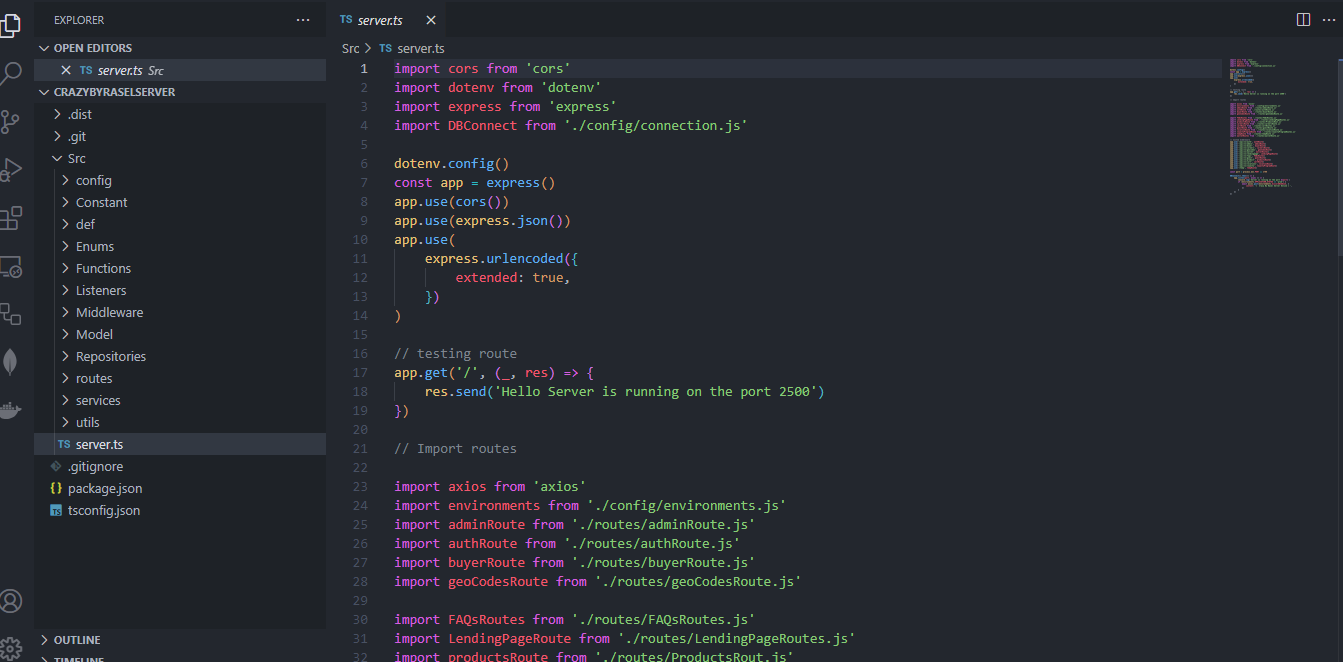 EXPLORER
OPEN EDITORS
TS server.ts Src
CRAZYBYRASELSERVER
.dist
.git
Src
config
Constant
def
Enums
Functions
Listeners
Middleware
Model
Repositories
routes
services
utils
TS server.ts
.gitignore
{} package.json
TS tsconfig.json
OUTLINE
TIMELINE
TS server.ts
Src > TS server.ts
1 import cors from 'cors'
2 import dotenv from 'dotenv'
3 import express from 'express'
4 import DBConnect from './config/connection.js'
5
6 dotenv.config()
7 const app = express()
8 app.use(cors())
9 app.use(express.json())
10 app.use(
11 express.urlencoded({
12 extended: true,
13 })
14 )
15
16 // testing route
17 app.get('/', (_, res) => {
18 res.send('Hello Server is running on the port 2500')
19 })
20
21 // Import routes
22
23 import axios from 'axios'
24 import environments from './config/environments.js'
25 import adminRoute from './routes/adminRoute.js'
26 import authRoute from './routes/authRoute.js'
27 import buyerRoute from './routes/buyerRoute.js'
28 import geoCodesRoute from './routes/geoCodesRoute.js'
29
30 import FAQsRoutes from './routes/FAQsRoutes.js'
31 import LendingPageRoute from './routes/LendingPageRoutes.js'
32 import productsRoute from './routes/ProductsRout.js'